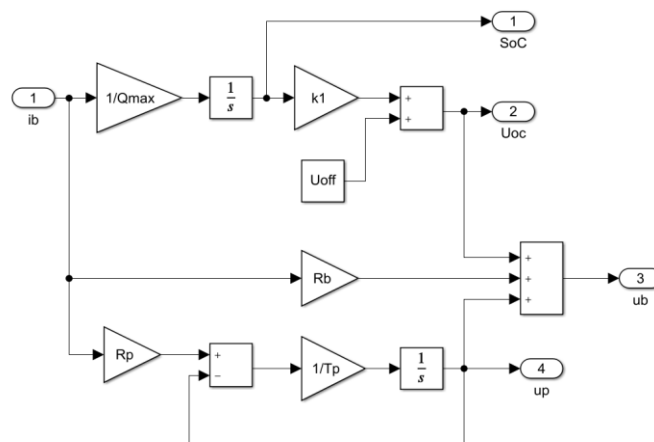 1
SoC
1
ib
1/Qmax
1
s
k1
+
+
2
Uoc
Uoff
Rb
+
+
+
3
ub
Rp
+
−
1/Tp
1
s
4
up